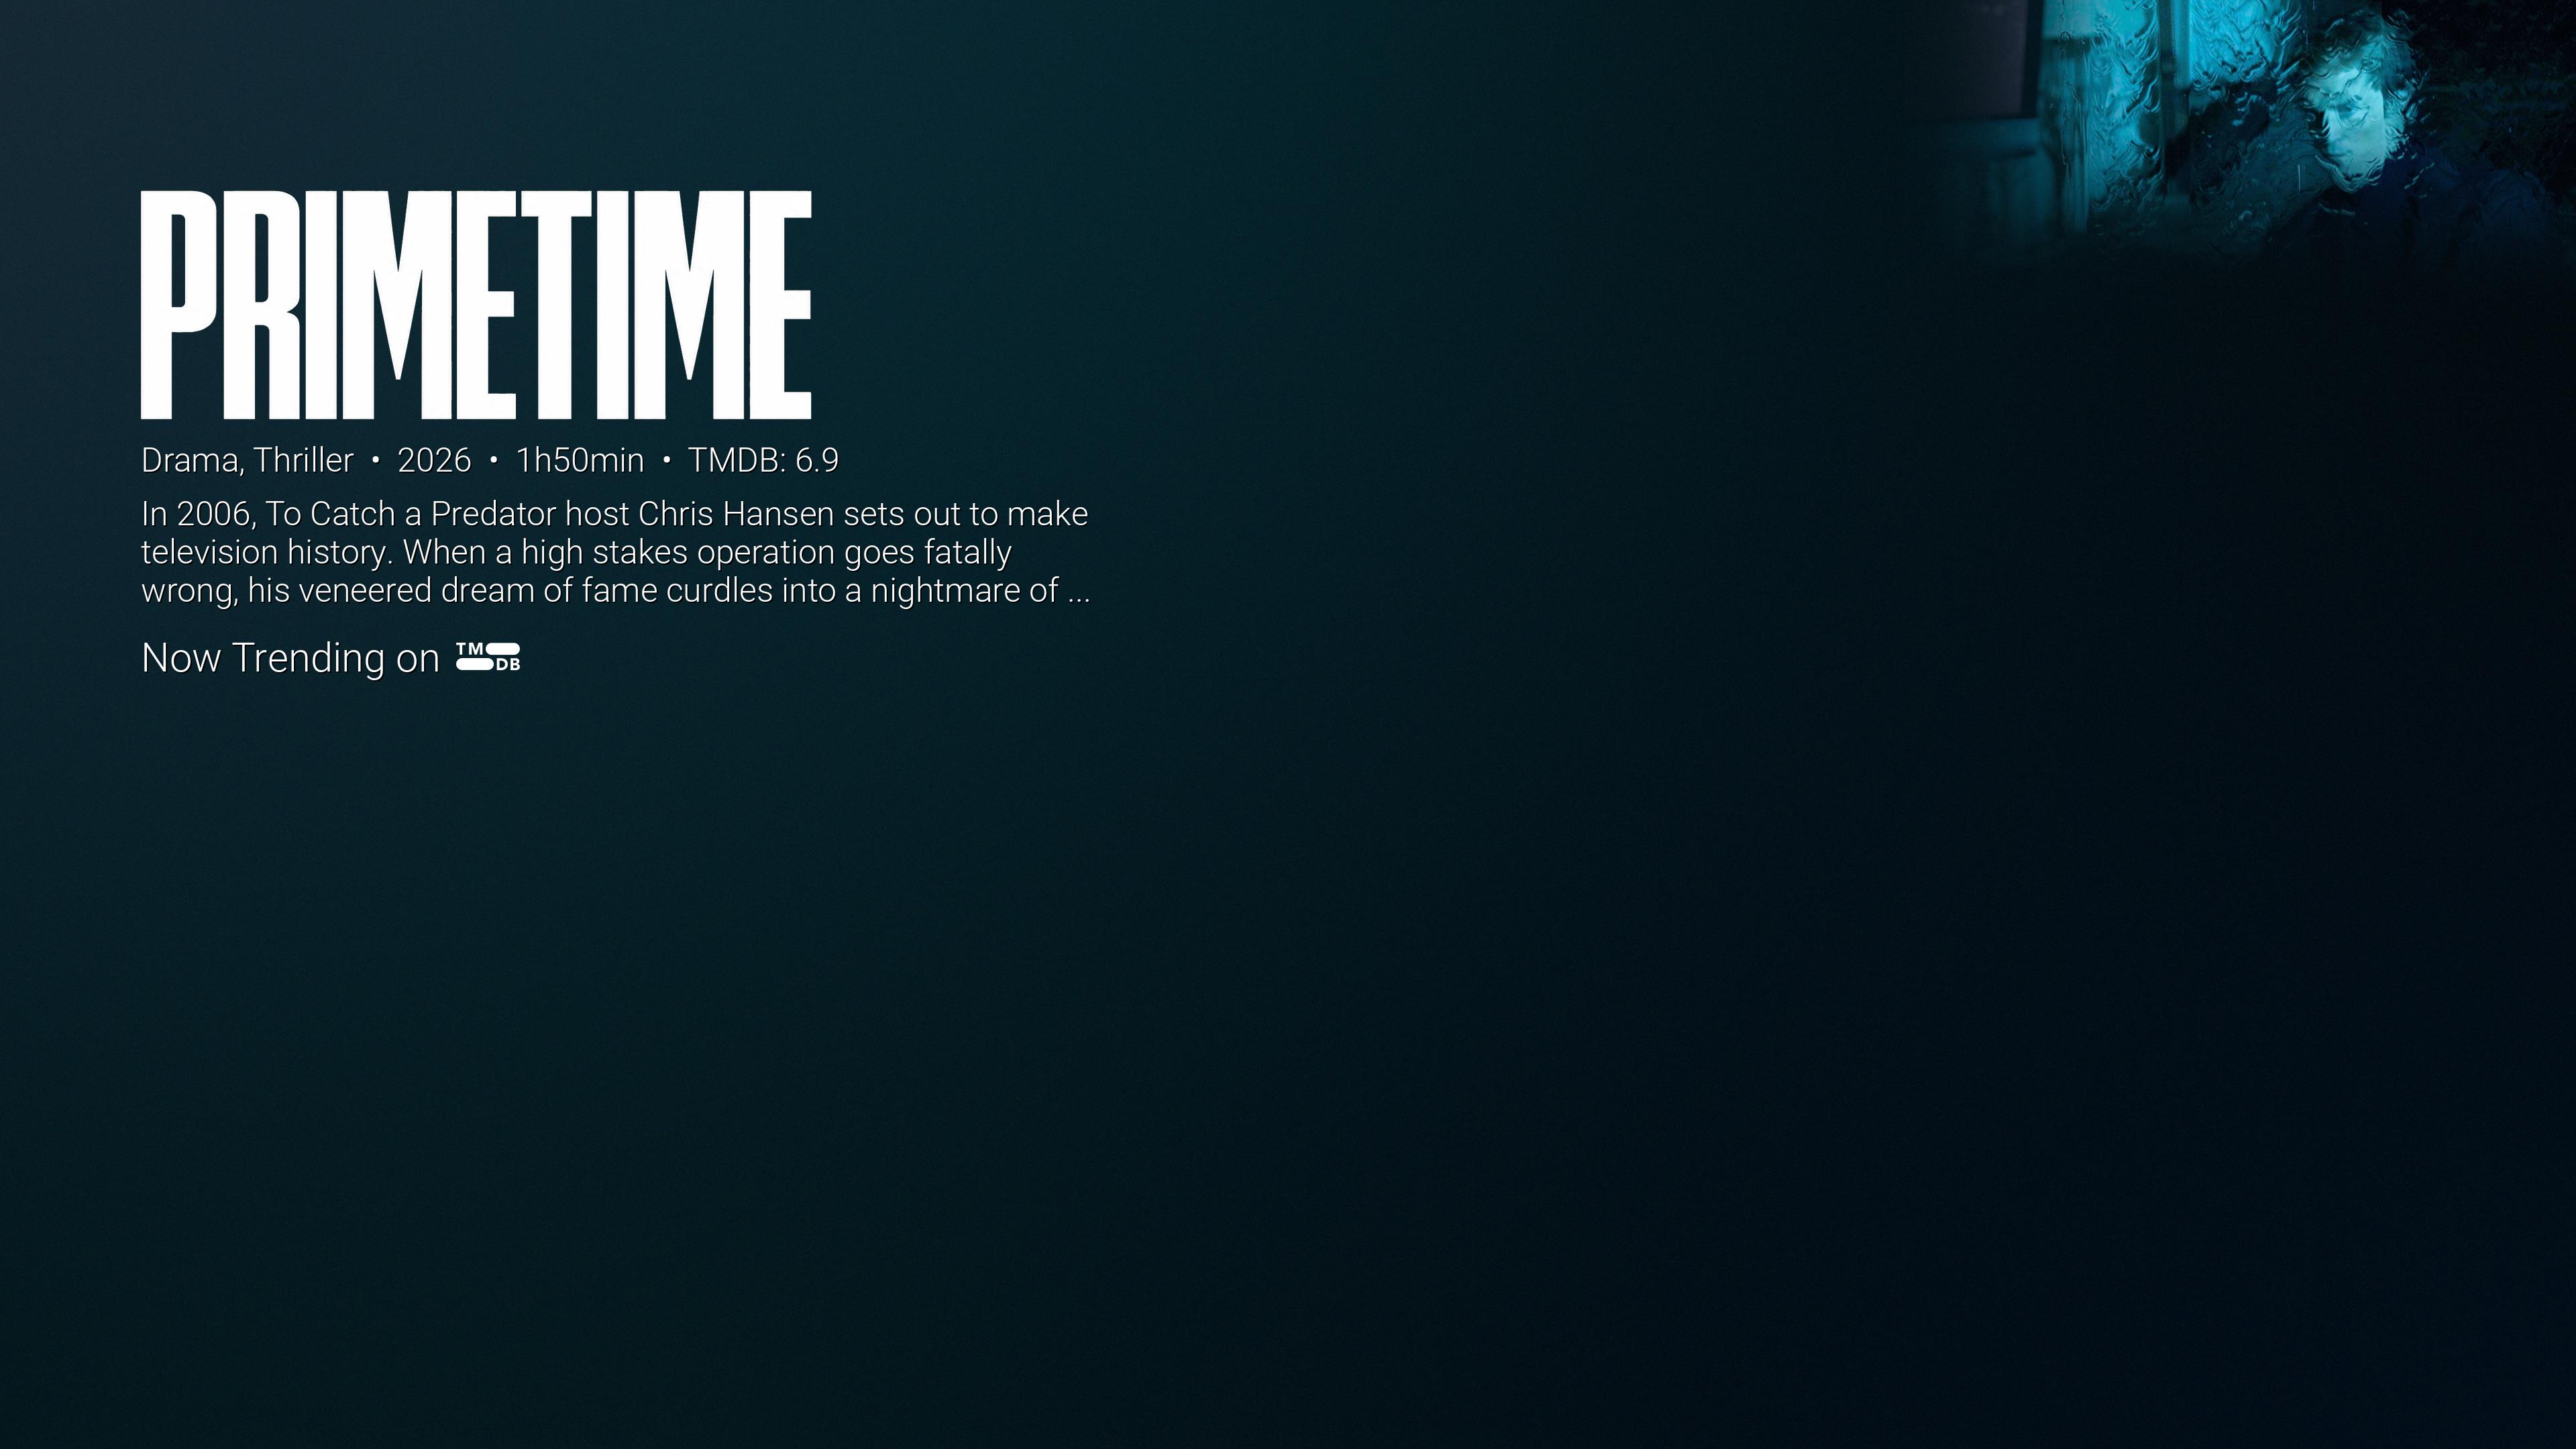 PRIMETIME
Drama, Thriller • 2026 • 1h50min • TMDB: 6.9
In 2006, To Catch a Predator host Chris Hansen sets out to make
television history. When a high stakes operation goes fatally
wrong, his veneered dream of fame curdles into a nightmare of ...
Now Trending on TMDB